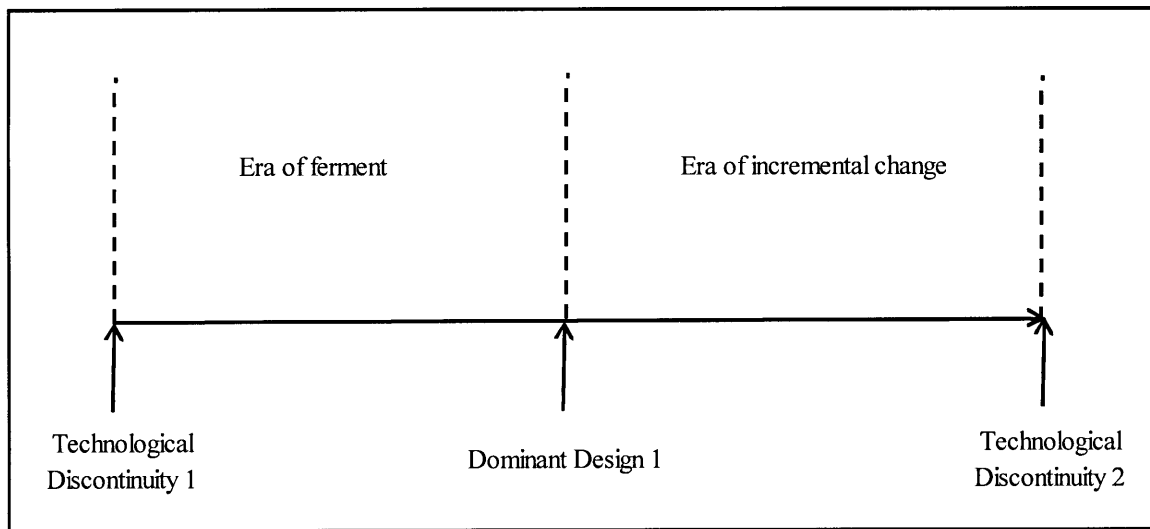 Era of ferment
Era of incremental change
Technological
Discontinuity 1
Dominant Design 1
Technological
Discontinuity 2